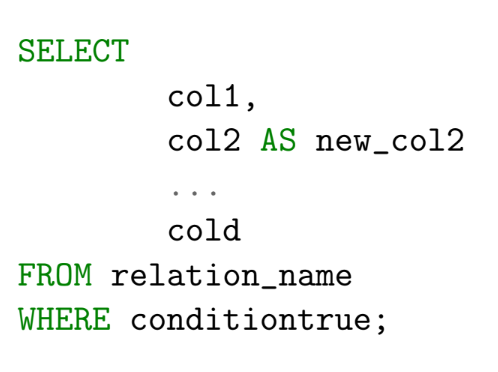 SELECT
col1,
col2 AS new_col2
...
cold
FROM relation_name
WHERE conditiontrue;